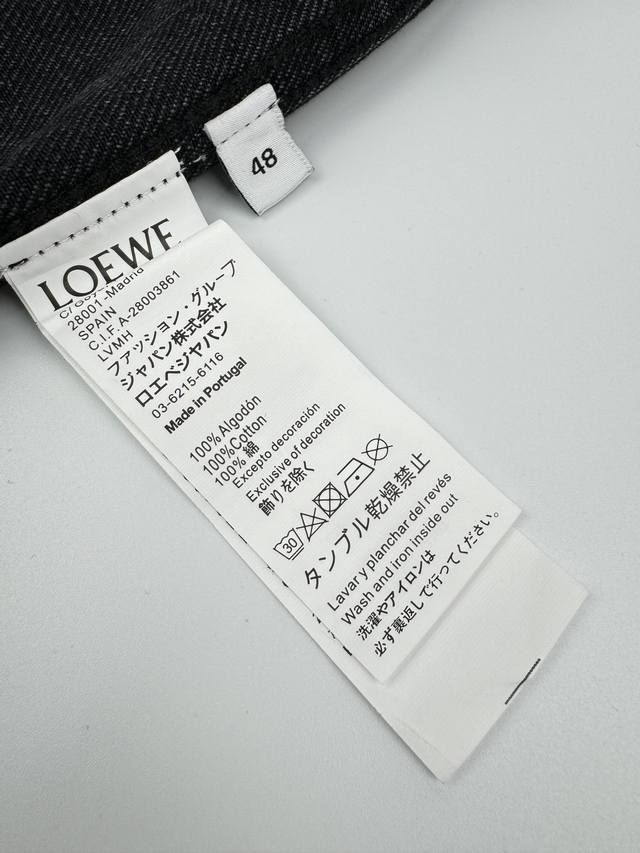 48
LOEWE
28001-Madrid
SPAIN
C.I.F. A-28003861
LVMH
ファッション・グループ
ジャパン株式会社
ロエベジャパン
03-6215-6116
Made in Portugal
100% Algodón
100%Cotton
100% 綿
Excepto decoración
Exclusive of decoration
飾りを除く
30
タンブル乾燥禁止
Lavar y planchar del revés
Wash and iron inside out
洗濯やアイロンは
必ず裏返しで行ってください。